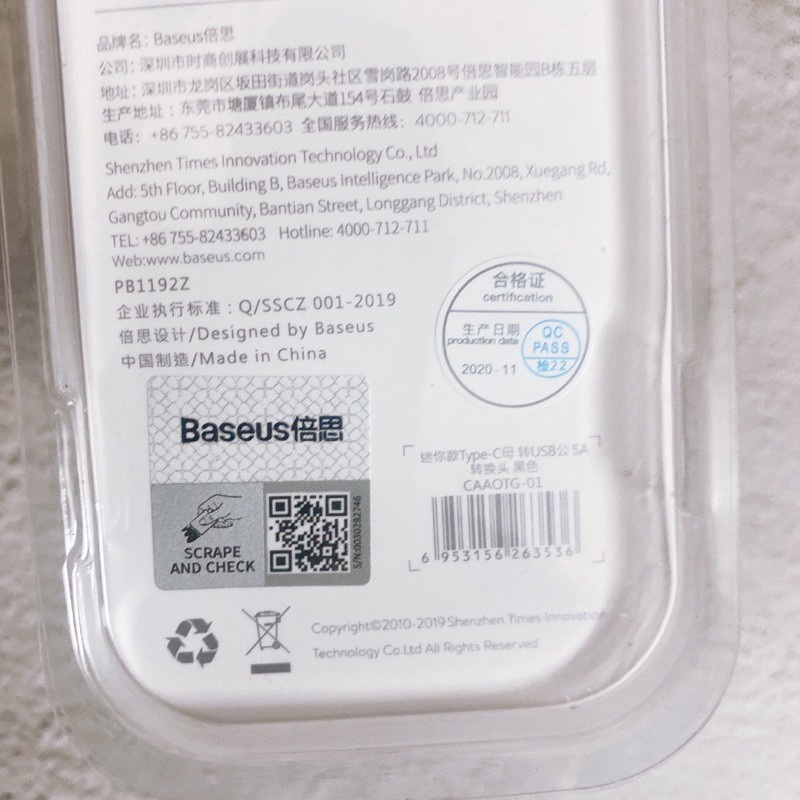 品牌名: Baseus倍思
公司: 深圳市时商创展科技有限公司
地址: 深圳市龙岗区坂田街道岗头社区雪岗路2008号倍思智能园B栋五层
生产地址: 东莞市塘厦镇布尾大道154号石鼓 倍思产业园
电话: +86 755-82433603 全国服务热线: 4000-712-711
Shenzhen Times Innovation Technology Co., Ltd
Add: 5th Floor, Building B, Baseus Intelligence Park, No.2008, Xuegang Rd,
Gangtou Community, Bantian Street, Longgang District, Shenzhen
TEL: +86 755-82433603 Hotline: 4000-712-711
Web:www.baseus.com
PB1192Z
企业执行标准: Q/SSCZ 001-2019
倍思设计/Designed by Baseus
中国制造/Made in China
合格证
certification
生产日期
production date
2020-11
QC
PASS
检22
Baseus倍思
SCRAPE
AND CHECK
S/N:0030282746
迷你款Type-C母 转USB公 5A
转换头 黑色
CAAOTG-01
6 953156 263536
Copyright©2010-2019 Shenzhen Times Innovation
Technology Co.Ltd All Rights Reserved